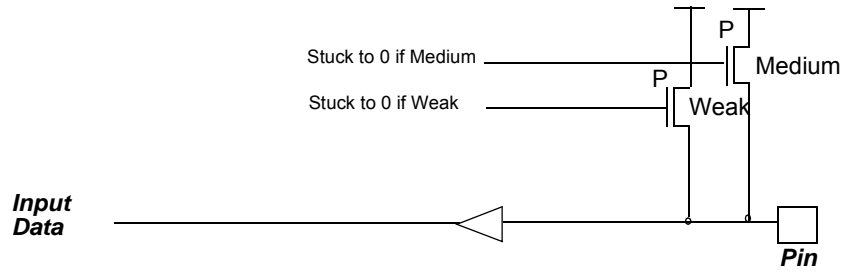 P
Stuck to 0 if Medium
Medium
P
Stuck to 0 if Weak
Weak
Input
Data
Pin